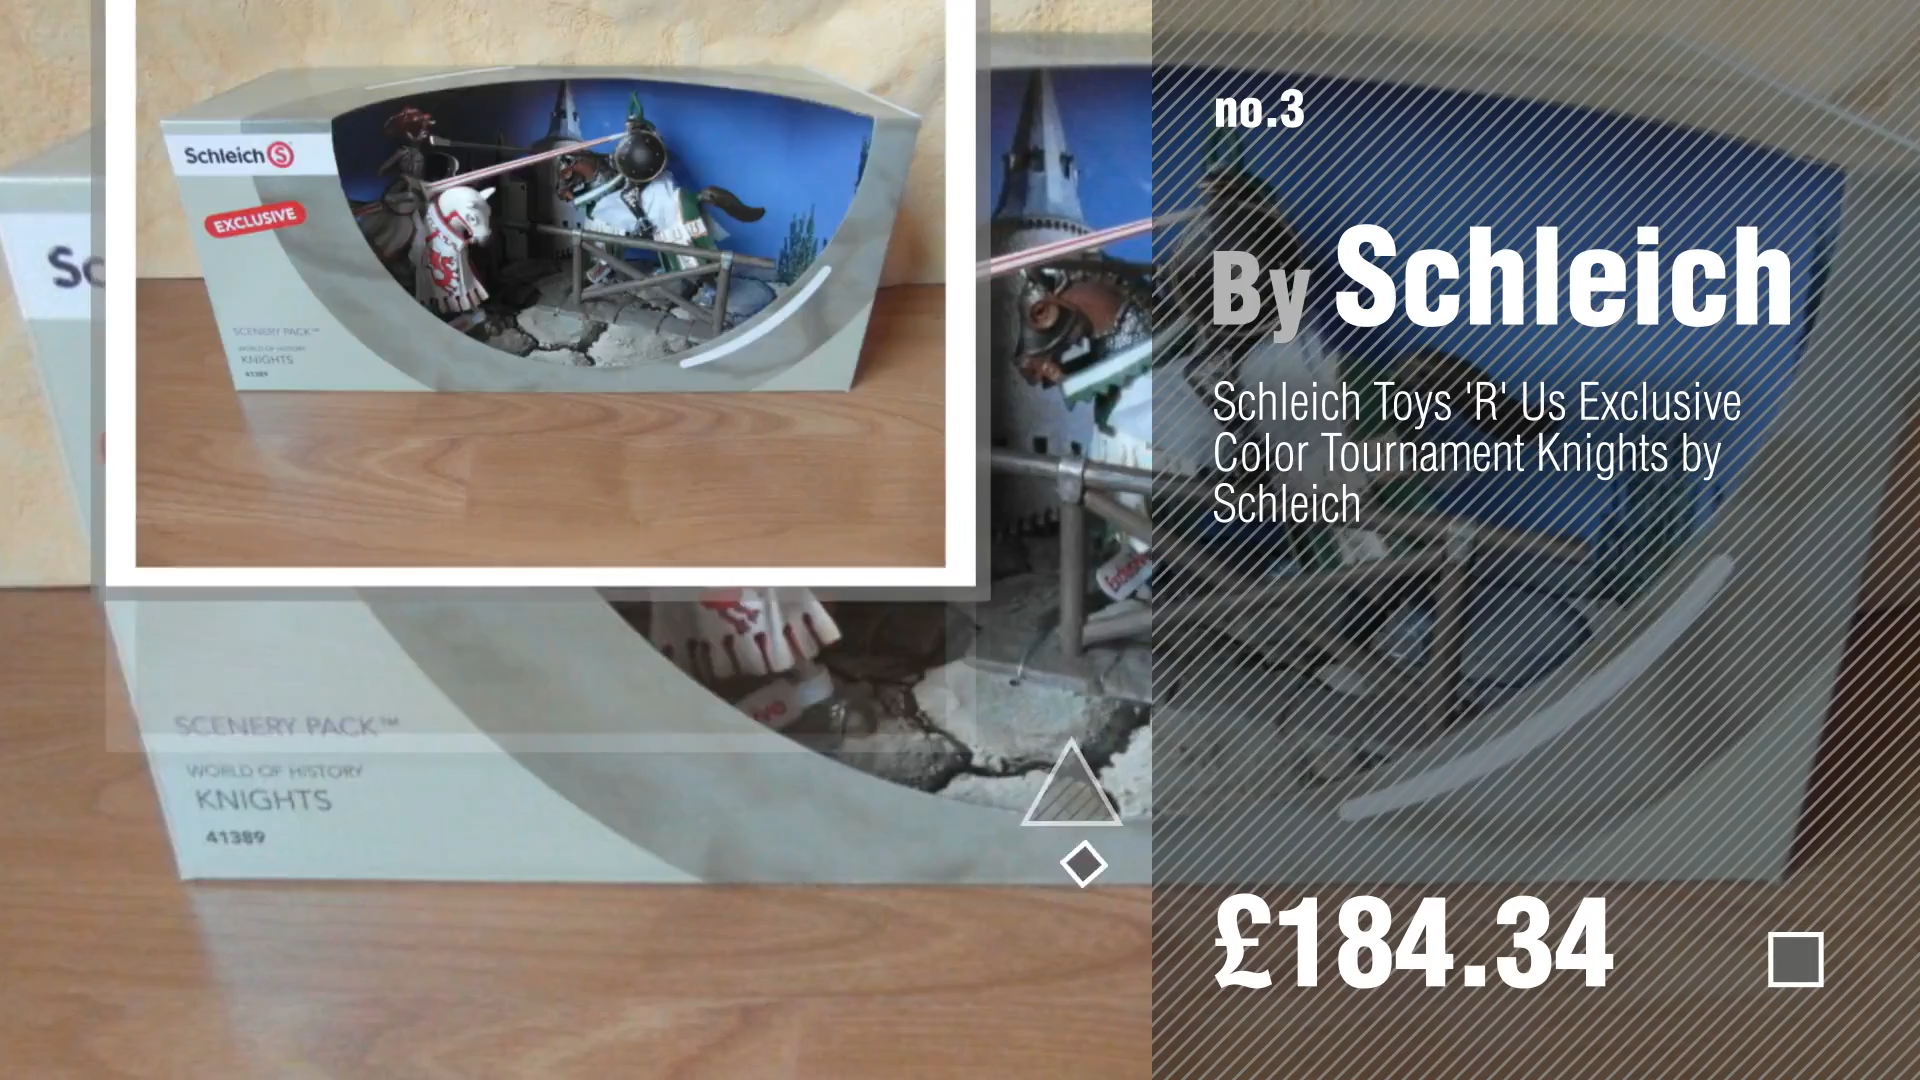 Schleich S
EXCLUSIVE
SCENERY PACK™
WORLD OF HISTORY
KNIGHTS
41389
Sc
SCENERY PACK™
WORLD OF HISTORY
KNIGHTS
41389
no.3
By Schleich
Schleich Toys 'R' Us Exclusive
Color Tournament Knights by
Schleich
£184.34